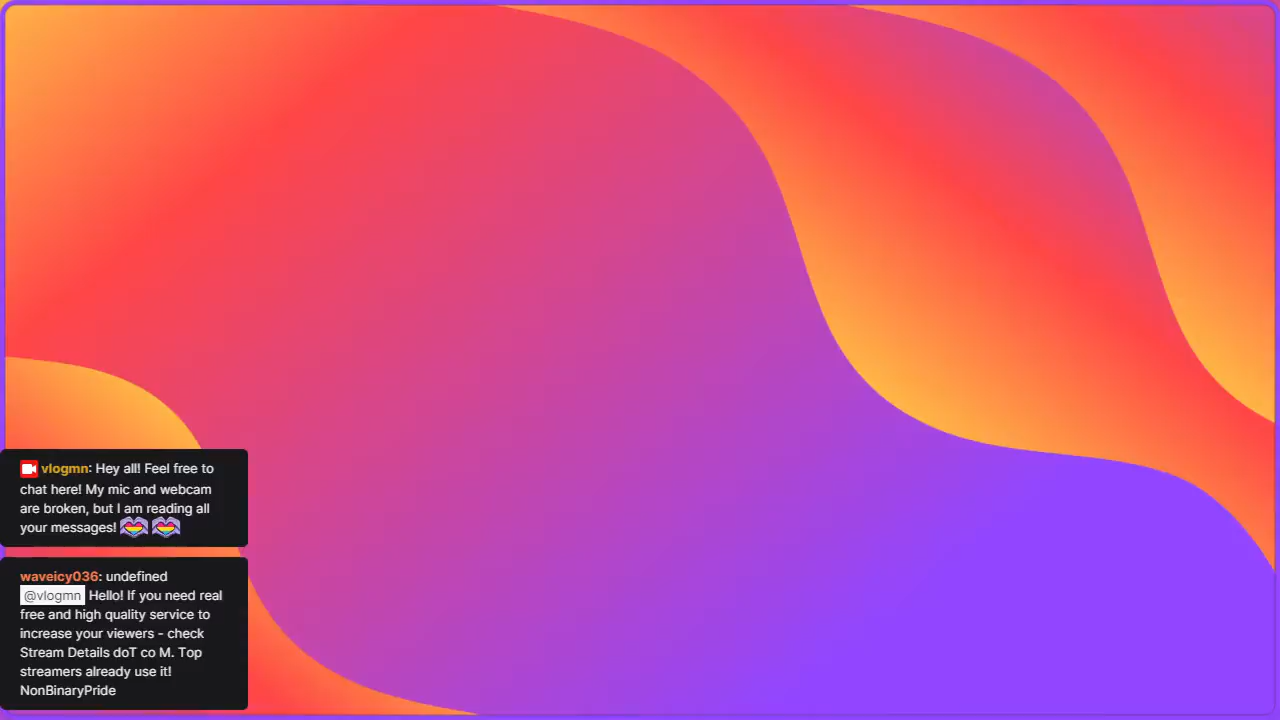 vlogmn: Hey all! Feel free to
chat here! My mic and webcam
are broken, but I am reading all
your messages!
waveicy036: undefined
@vlogmn Hello! If you need real
free and high quality service to
increase your viewers - check
Stream Details doT co M. Top
streamers already use it!
NonBinaryPride